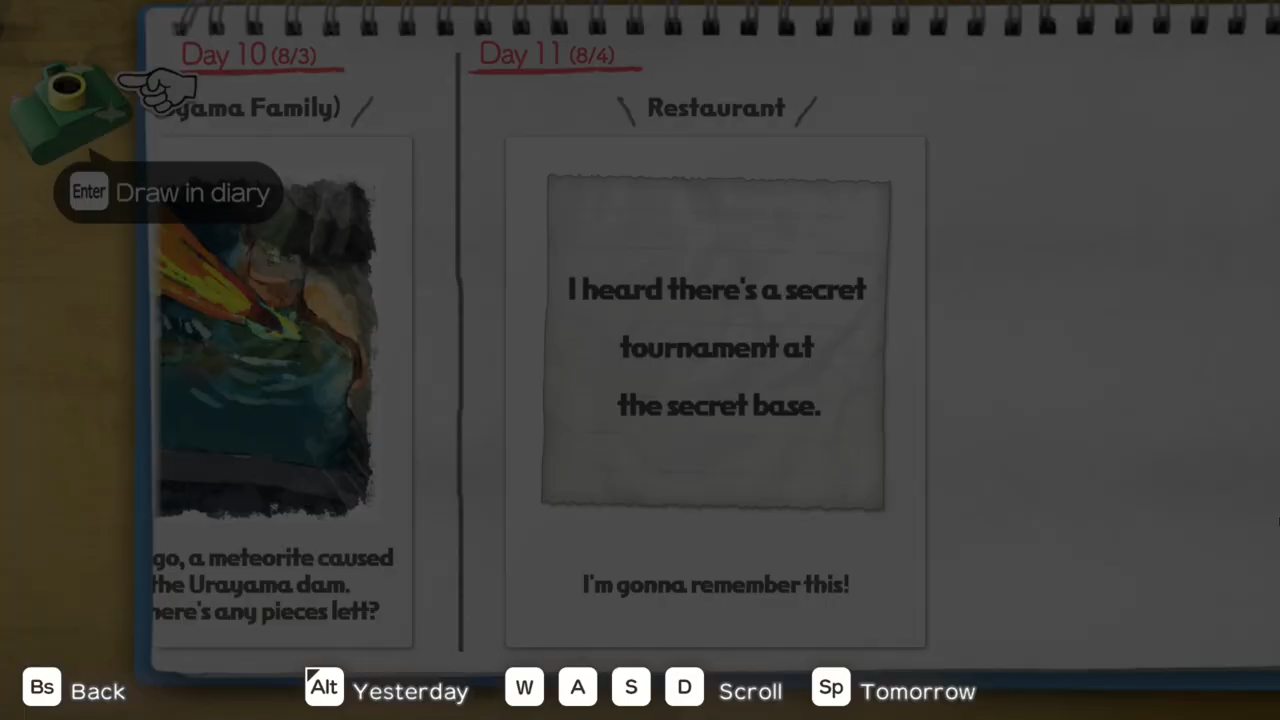 Day 10 (8/3)
Day 11 (8/4)
yama Family)
Restaurant
Enter Draw in diary
I heard there's a secret
tournament at
the secret base.
go, a meteorite caused
the Urayama dam.
here's any pieces left?
I'm gonna remember this!
Bs Back
Alt Yesterday
W A S D Scroll
Sp Tomorrow